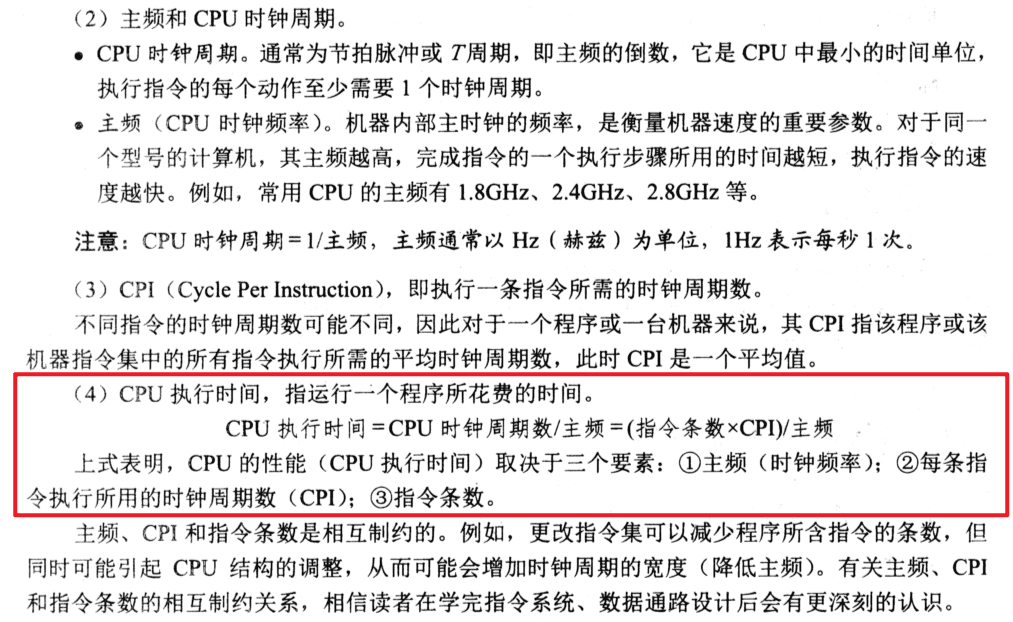 （2）主频和 CPU 时钟周期。
● CPU 时钟周期。通常为节拍脉冲或 T周期，即主频的倒数，它是 CPU 中最小的时间单位，
执行指令的每个动作至少需要 1 个时钟周期。
● 主频（CPU 时钟频率）。机器内部主时钟的频率，是衡量机器速度的重要参数。对于同一
个型号的计算机，其主频越高，完成指令的一个执行步骤所用的时间越短，执行指令的速
度越快。例如，常用 CPU 的主频有 1.8GHz、2.4GHz、2.8GHz 等。
注意：CPU 时钟周期=1/主频，主频通常以 Hz（赫兹）为单位，1Hz 表示每秒 1 次。
（3）CPI（Cycle Per Instruction），即执行一条指令所需的时钟周期数。
不同指令的时钟周期数可能不同，因此对于一个程序或一台机器来说，其 CPI 指该程序或该
机器指令集中的所有指令执行所需的平均时钟周期数，此时 CPI 是一个平均值。
（4）CPU 执行时间，指运行一个程序所花费的时间。
CPU 执行时间=CPU 时钟周期数/主频=(指令条数×CPI)/主频
上式表明，CPU 的性能（CPU 执行时间）取决于三个要素：①主频（时钟频率）；②每条指
令执行所用的时钟周期数（CPI）；③指令条数。
主频、CPI 和指令条数是相互制约的。例如，更改指令集可以减少程序所含指令的条数，但
同时可能引起 CPU 结构的调整，从而可能会增加时钟周期的宽度（降低主频）。有关主频、CPI
和指令条数的相互制约关系，相信读者在学完指令系统、数据通路设计后会有更深刻的认识。